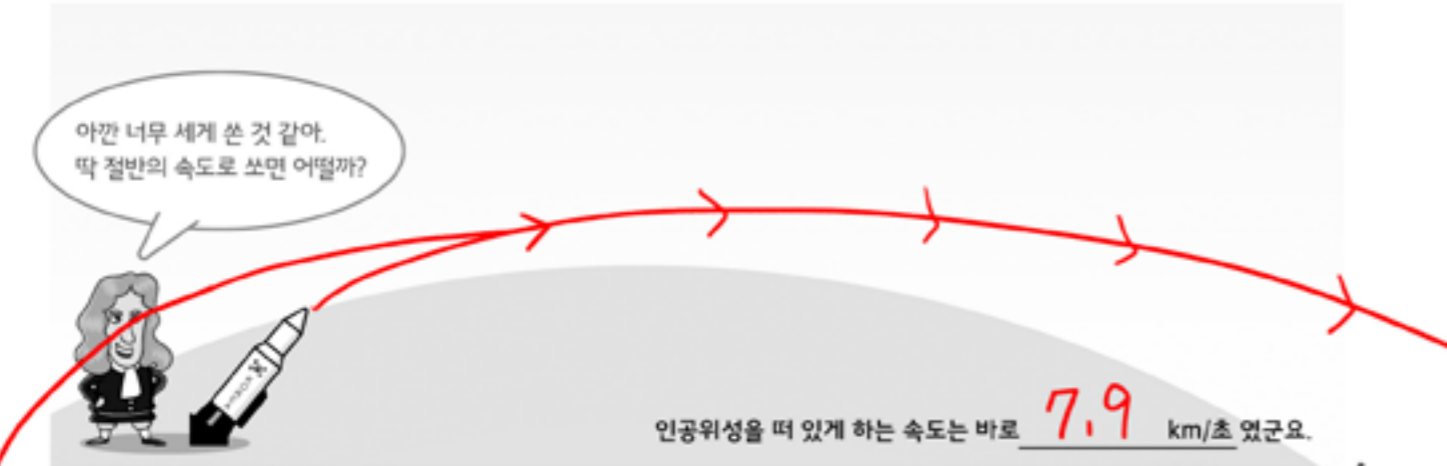 아깐 너무 세게 쏜 것 같아.
딱 절반의 속도로 쏘면 어떨까?
KOREA
인공위성을 떠 있게 하는 속도는 바로 7.9 km/초 였군요.